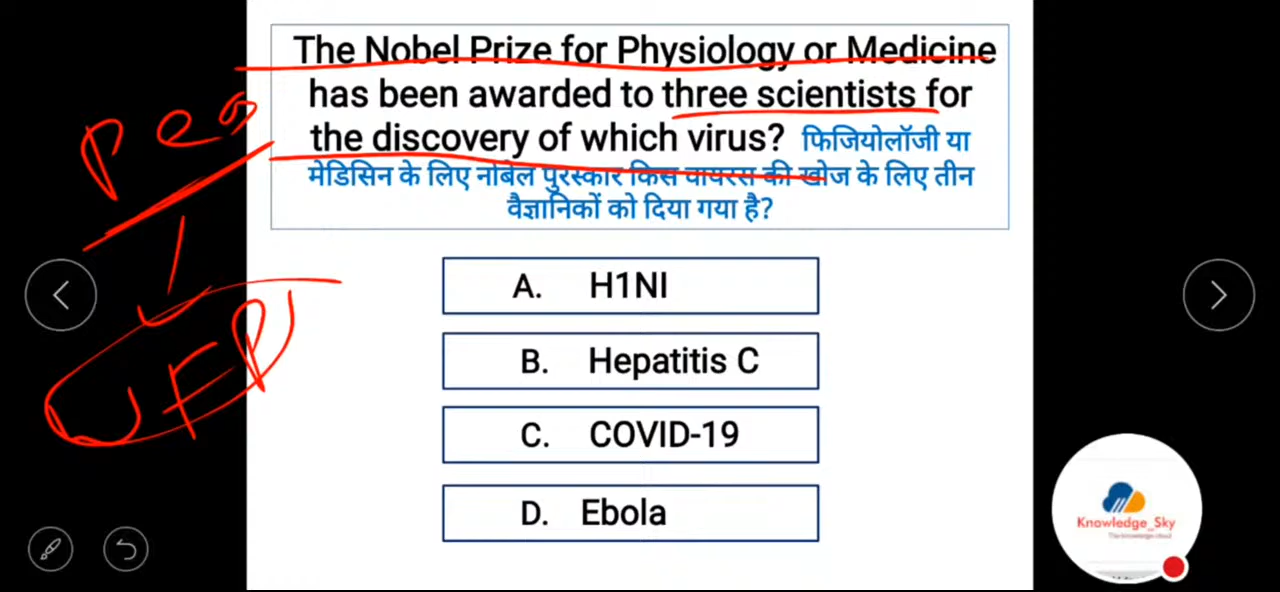 The Nobel Prize for Physiology or Medicine
has been awarded to three scientists for
the discovery of which virus? फिजियोलॉजी या
मेडिसिन के लिए नोबेल पुरस्कार किस वायरस की खोज के लिए तीन
वैज्ञानिकों को दिया गया है?
A. H1NI
B. Hepatitis C
C. COVID-19
D. Ebola
Knowledge_Sky